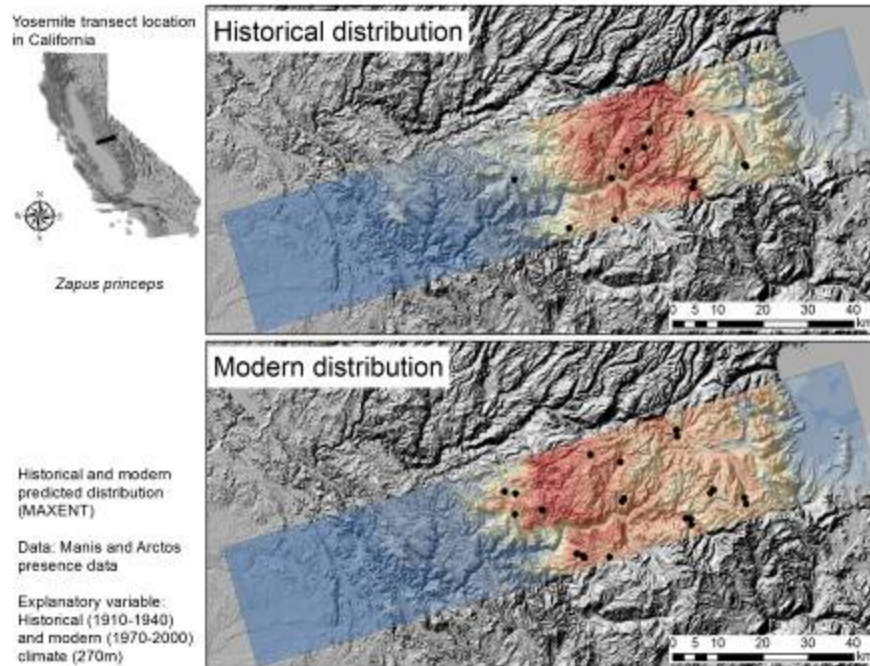 Yosemite transect location
in California
Zapus princeps
Historical distribution
0 5 10 20 30 40
km
Modern distribution
0 5 10 20 30 40
km
Historical and modern
predicted distribution
(MAXENT)
Data: Manis and Arctos
presence data
Explanatory variable:
Historical (1910-1940)
and modern (1970-2000)
climate (270m)